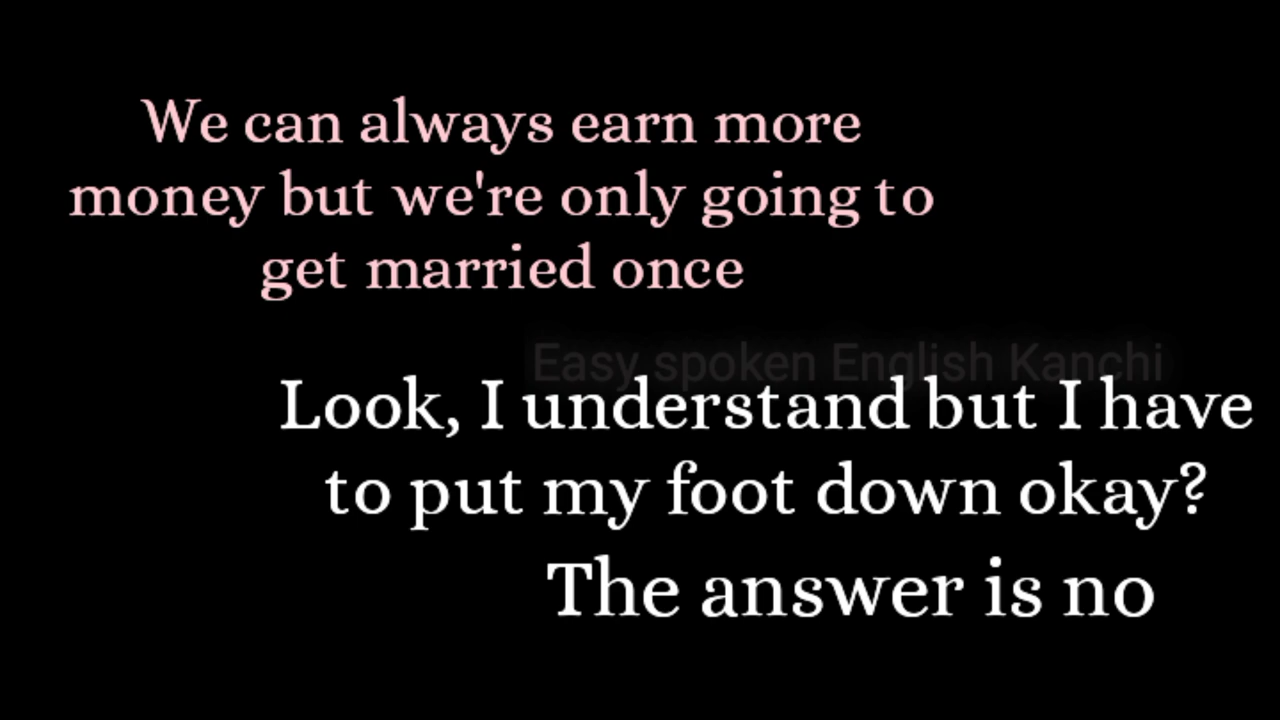 We can always earn more
money but we're only going to
get married once
Easy spoken English Kanchi
Look, I understand but I have
to put my foot down okay?
The answer is no